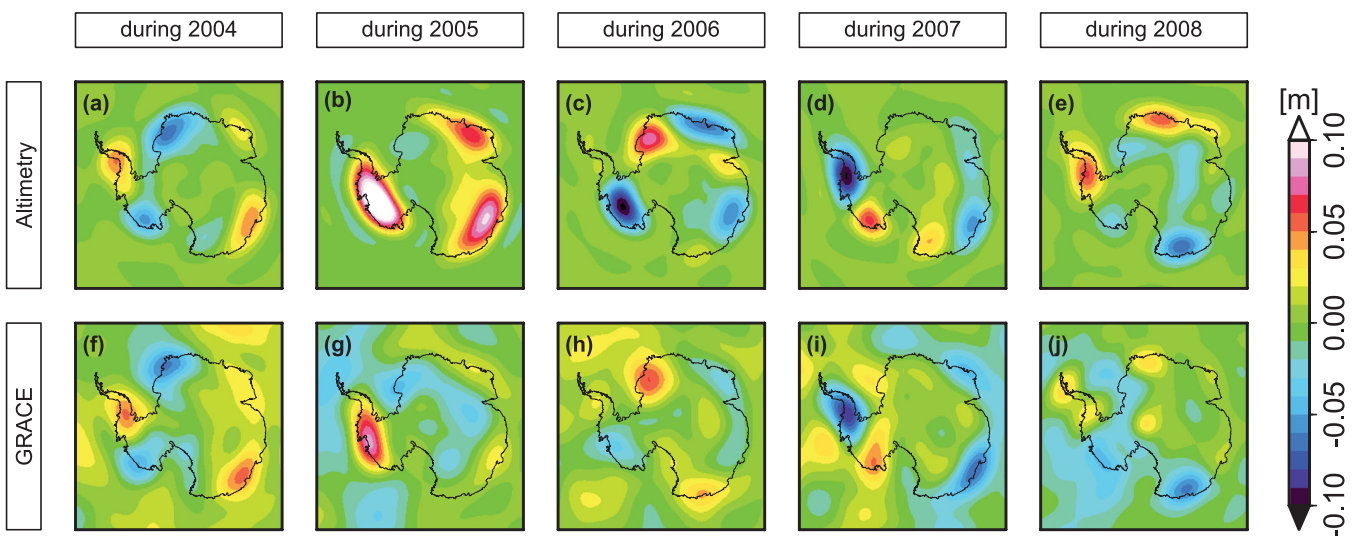 during 2004
during 2005
during 2006
during 2007
during 2008
Altimetry
(a)
(b)
(c)
(d)
(e)
[m]
0.10
0.05
0.00
-0.05
-0.10
GRACE
(f)
(g)
(h)
(i)
(j)